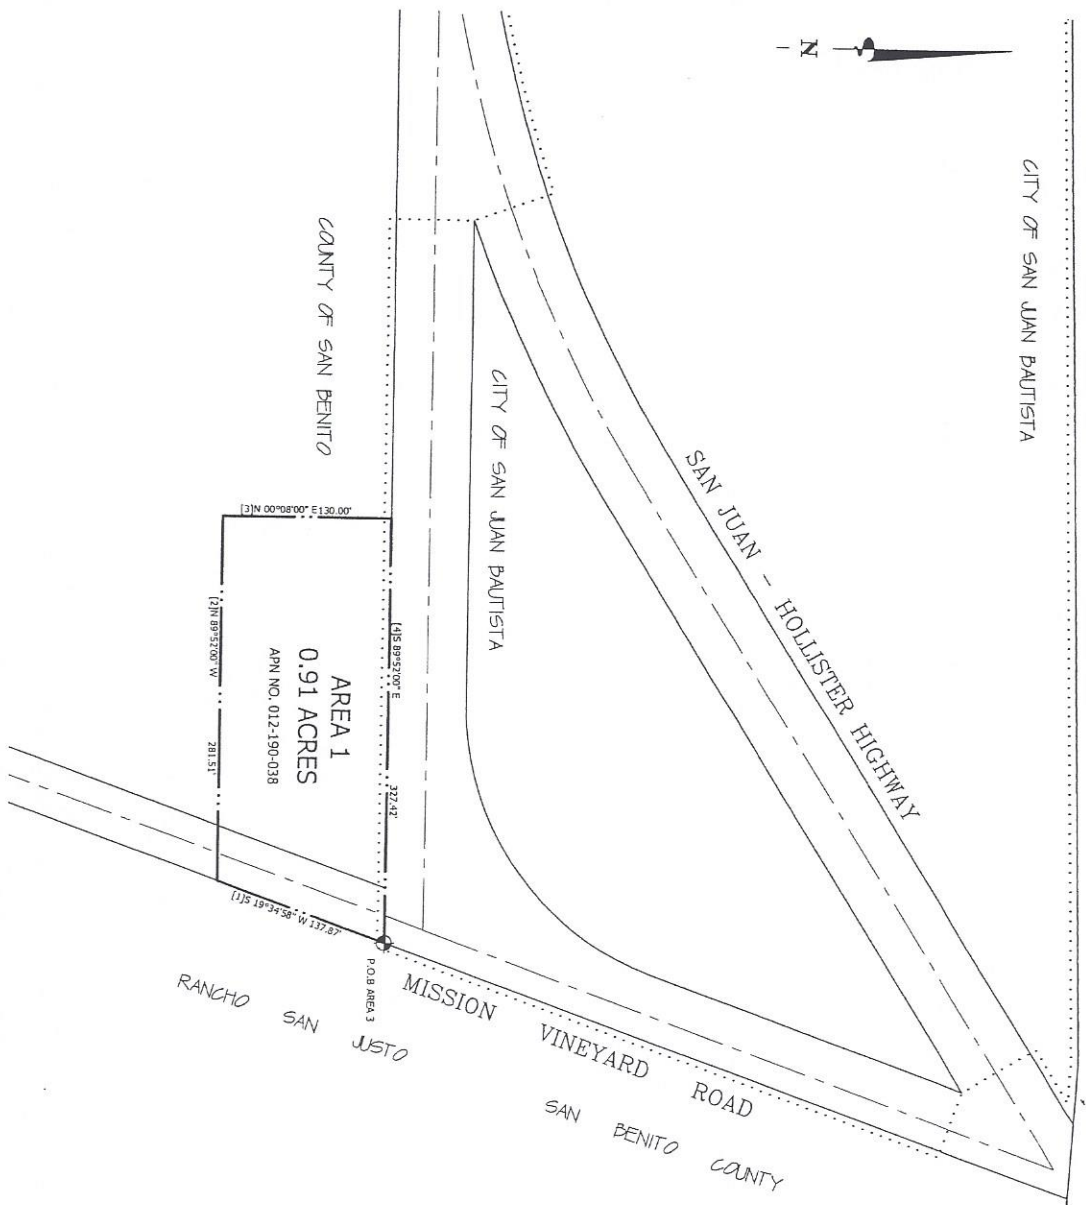 N
CITY OF SAN JUAN BAUTISTA
SAN JUAN - HOLLISTER HIGHWAY
CITY OF SAN JUAN BAUTISTA
COUNTY OF SAN BENITO
[4]S 89°52'00" E 327.42'
[3]N 00°08'00" E130.00'
AREA 1
0.91 ACRES
APN NO. 012-190-038
[2]N 89°52'00" W 281.51'
[1]S 19°34'58" W 137.87'
P.O.B AREA 3
MISSION VINEYARD ROAD
RANCHO SAN JUSTO
SAN BENITO COUNTY